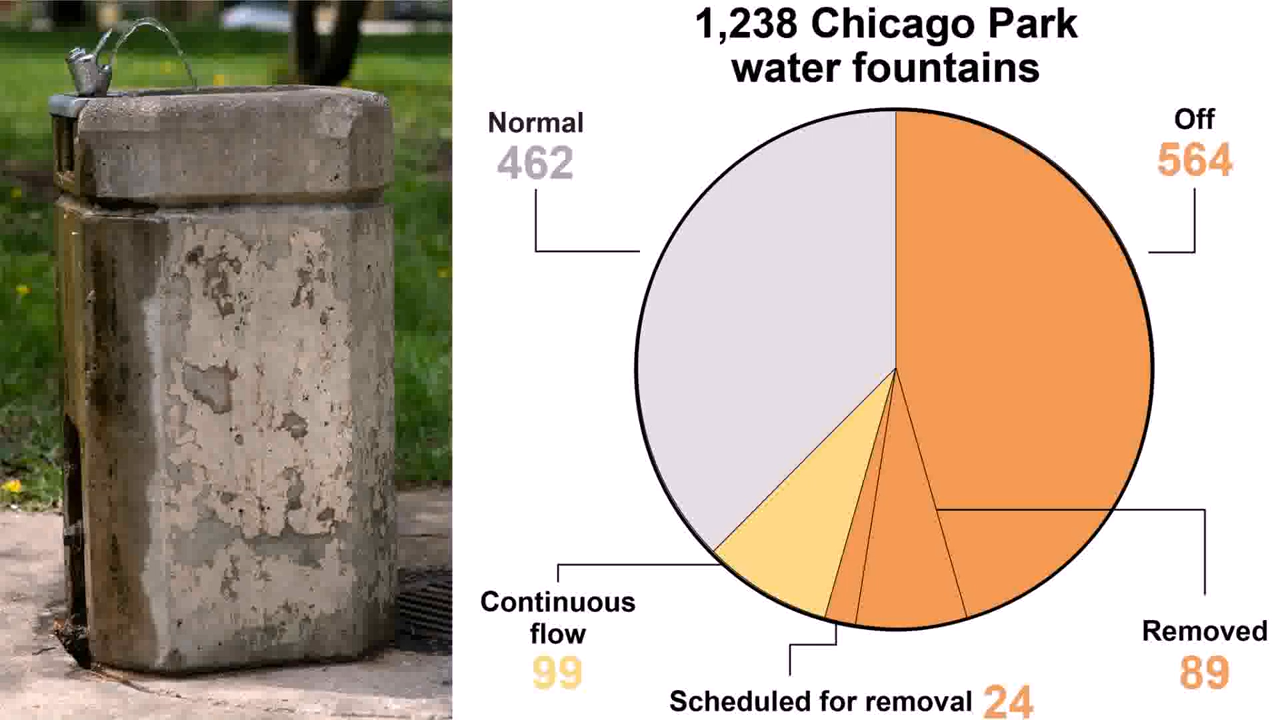 1,238 Chicago Park
water fountains
Normal
462
Off
564
Continuous
flow
99
Scheduled for removal 24
Removed
89